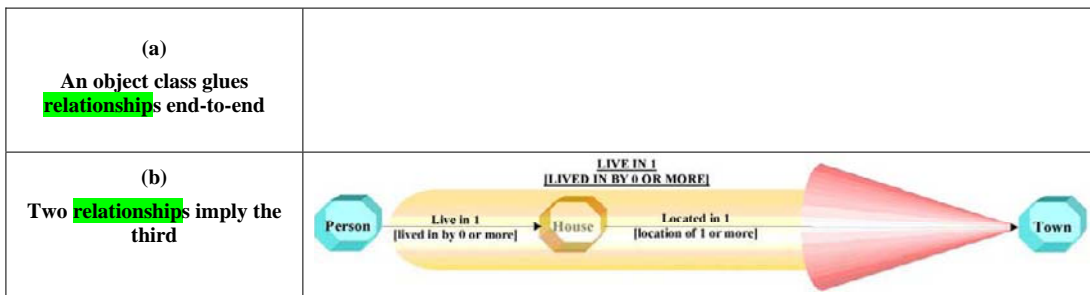 (a)
An object class glues
relationships end-to-end
(b)
Two relationships imply the
third
LIVE IN 1
[LIVED IN BY 0 OR MORE]
Person
Live in 1
[lived in by 0 or more]
House
Located in 1
[location of 1 or more]
Town